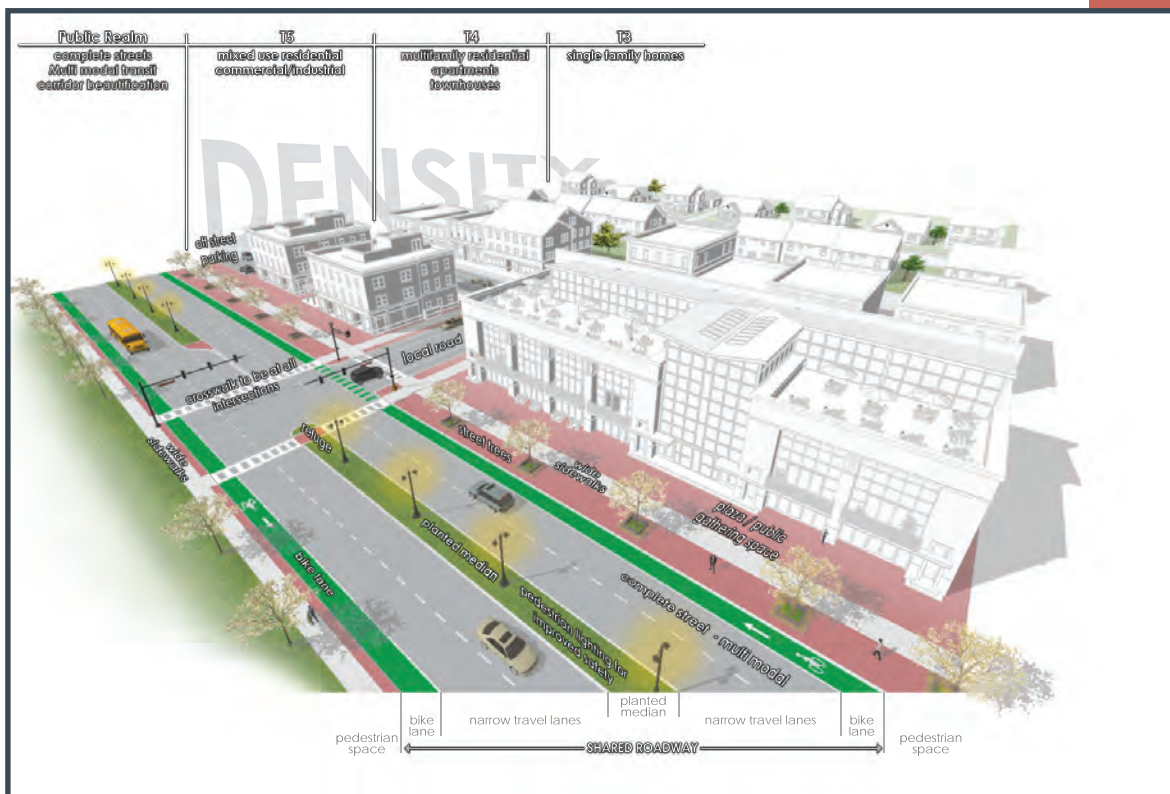 Public Realm
complete streets
Multi modal transit
corridor beautification
T5
mixed use residential
commercial/industrial
T4
multifamily residential
apartments
townhouses
T3
single family homes
DENSITY
off street
parking
local road
crosswalk to be at all
intersections
wide
sidewalks
refuge
street trees
wide
sidewalks
plaza / public
gathering space
bike lane
planted median
pedestrian lighting for
improved safety
complete street - multi modal
pedestrian
space
bike
lane
narrow travel lanes
planted
median
narrow travel lanes
bike
lane
pedestrian
space
SHARED ROADWAY